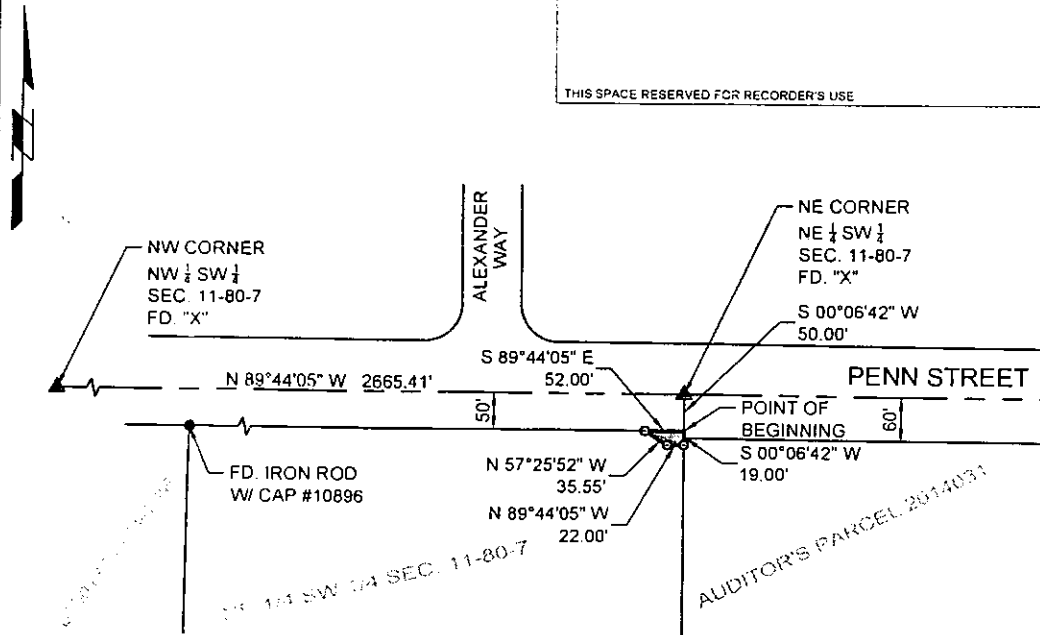 THIS SPACE RESERVED FOR RECORDER'S USE
ALEXANDER
WAY
NW CORNER
NW 1/4 SW 1/4
SEC. 11-80-7
FD. "X"
NE CORNER
NE 1/4 SW 1/4
SEC. 11-80-7
FD. "X"
S 00°06'42" W
50.00'
S 89°44'05" E
52.00'
N 89°44'05" W 2665.41'
PENN STREET
50'
60'
POINT OF
BEGINNING
S 00°06'42" W
19.00'
FD. IRON ROD
W/ CAP #10896
N 57°25'52" W
35.55'
N 89°44'05" W
22.00'
1/4 SW 1/4 SEC. 11-80-7
AUDITOR'S PARCEL 2014031